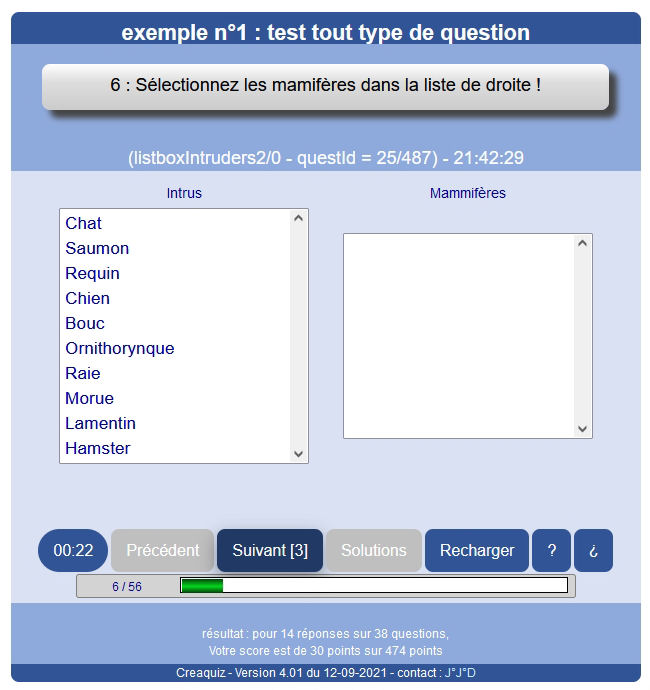 exemple n°1 : test tout type de question
6 : Sélectionnez les mamifères dans la liste de droite !
(listboxIntruders2/0 - questId = 25/487) - 21:42:29
Intrus
Mammifères
Chat
Saumon
Requin
Chien
Bouc
Ornithorynque
Raie
Morue
Lamentin
Hamster
00:22 Précédent Suivant [3] Solutions Recharger ? ¿
6 / 56
résultat : pour 14 réponses sur 38 questions,
Votre score est de 30 points sur 474 points
Creaquiz - Version 4.01 du 12-09-2021 - contact : J°J°D